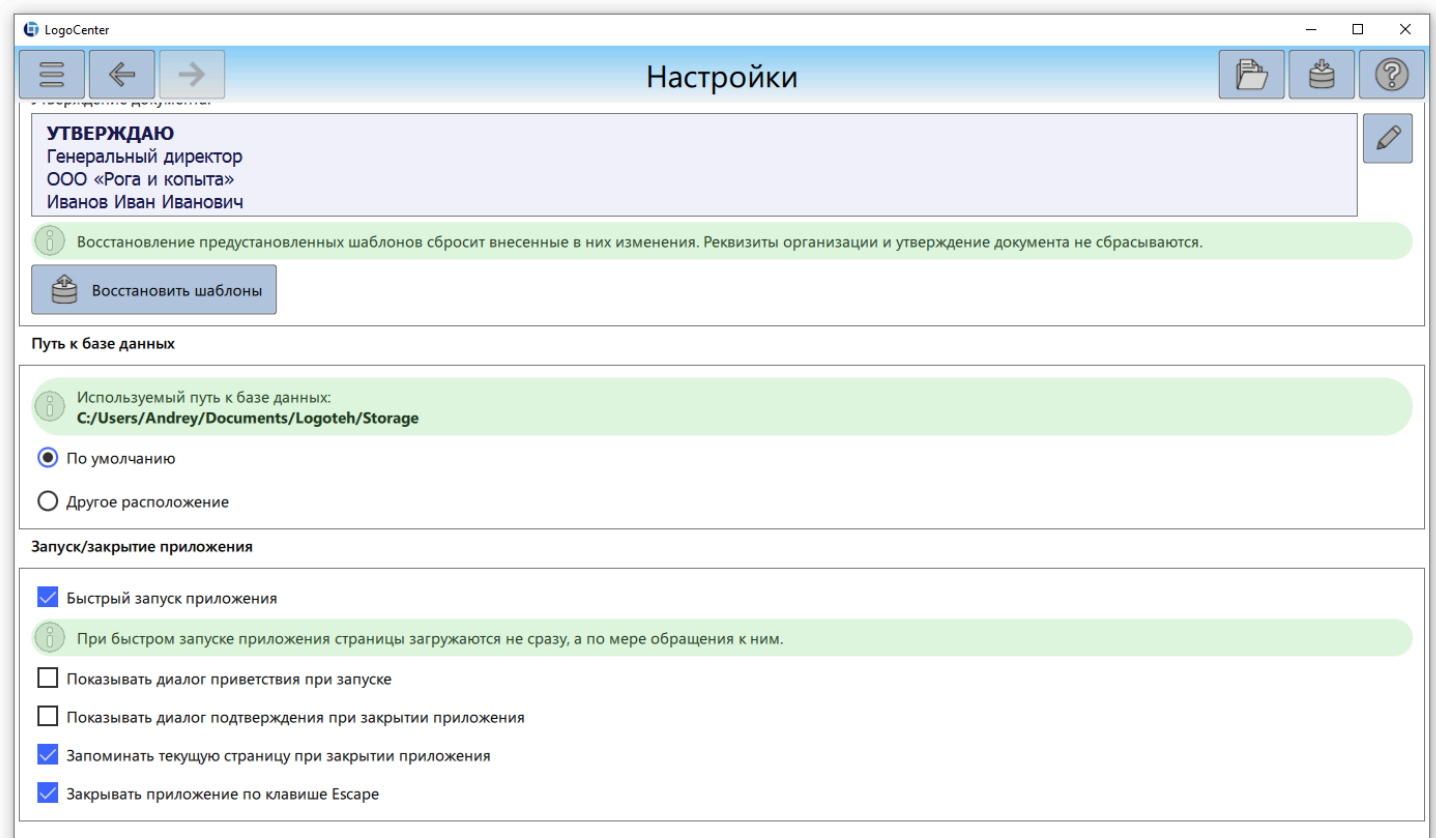 LogoCenter
Настройки
Утверждение документа:
УТВЕРЖДАЮ
Генеральный директор
ООО «Рога и копыта»
Иванов Иван Иванович
Восстановление предустановленных шаблонов сбросит внесенные в них изменения. Реквизиты организации и утверждение документа не сбрасываются.
Восстановить шаблоны
Путь к базе данных
Используемый путь к базе данных:
C:/Users/Andrey/Documents/Logoteh/Storage
По умолчанию
Другое расположение
Запуск/закрытие приложения
Быстрый запуск приложения
При быстром запуске приложения страницы загружаются не сразу, а по мере обращения к ним.
Показывать диалог приветствия при запуске
Показывать диалог подтверждения при закрытии приложения
Запоминать текущую страницу при закрытии приложения
Закрывать приложение по клавише Escape